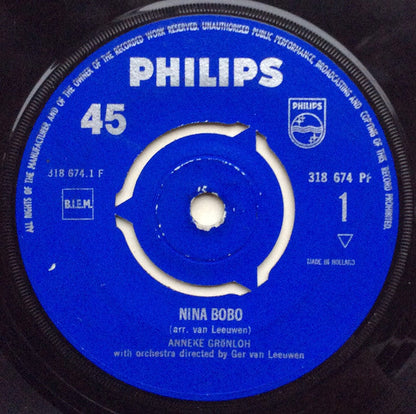 ALL RIGHTS OF THE MANUFACTURER AND OF THE OWNER OF THE RECORDED WORK RESERVED. UNAUTHORISED PUBLIC PERFORMANCE, BROADCASTING AND COPYING OF THIS RECORD PROHIBITED.
PHILIPS
45
PHILIPS
318 674.1 F
318 674 PF
B.I.E.M.
1
MADE IN HOLLAND
NINA BOBO
(arr. van Leeuwen)
ANNEKE GRÖNLOH
with orchestra directed by Ger van Leeuwen